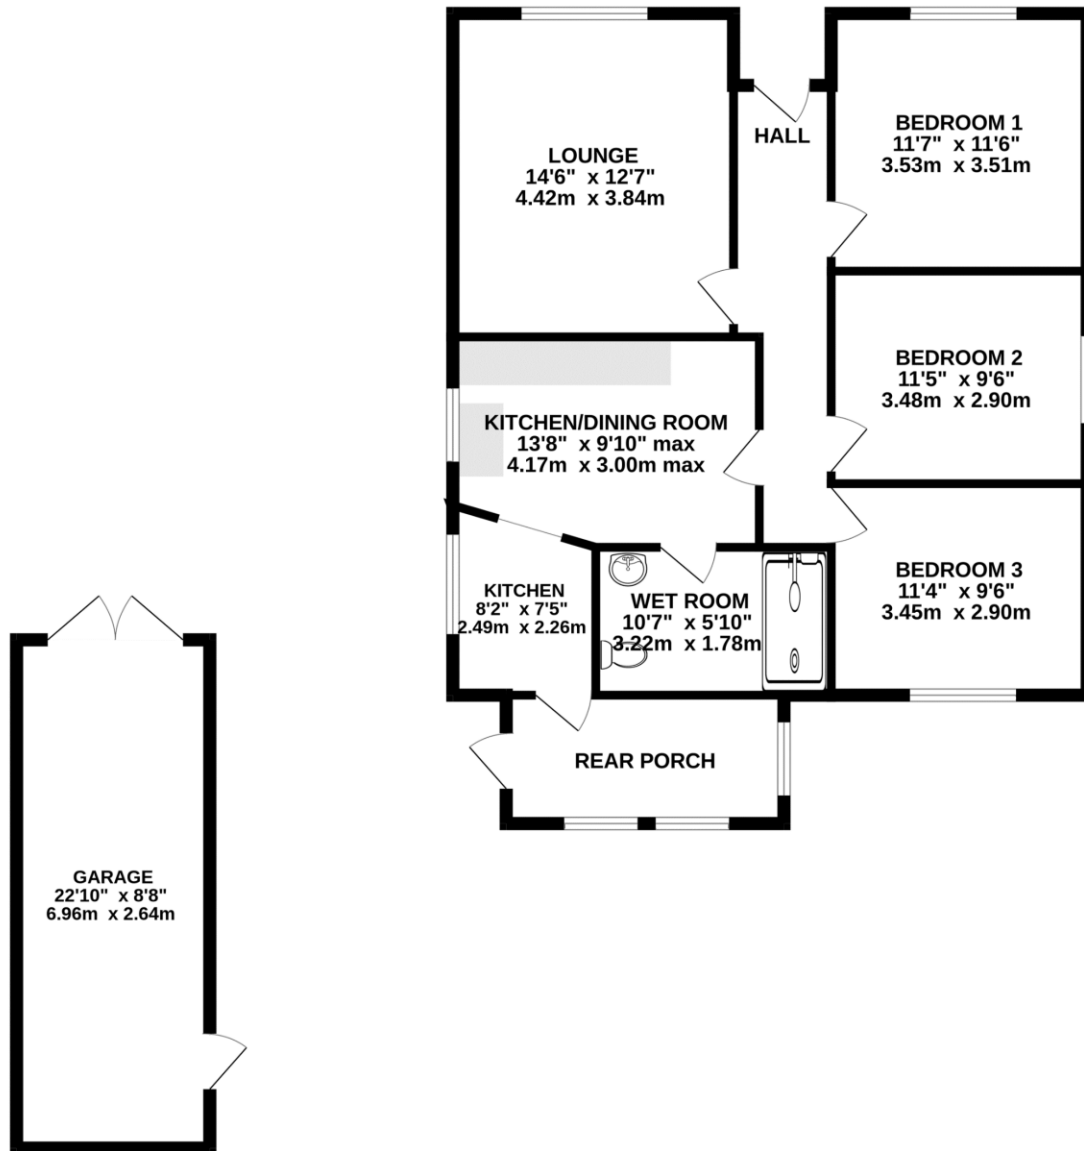 LOUNGE
14'6" x 12'7"
4.42m x 3.84m
HALL
BEDROOM 1
11'7" x 11'6"
3.53m x 3.51m
BEDROOM 2
11'5" x 9'6"
3.48m x 2.90m
KITCHEN/DINING ROOM
13'8" x 9'10" max
4.17m x 3.00m max
KITCHEN
8'2" x 7'5"
2.49m x 2.26m
WET ROOM
10'7" x 5'10"
3.22m x 1.78m
BEDROOM 3
11'4" x 9'6"
3.45m x 2.90m
REAR PORCH
GARAGE
22'10" x 8'8"
6.96m x 2.64m